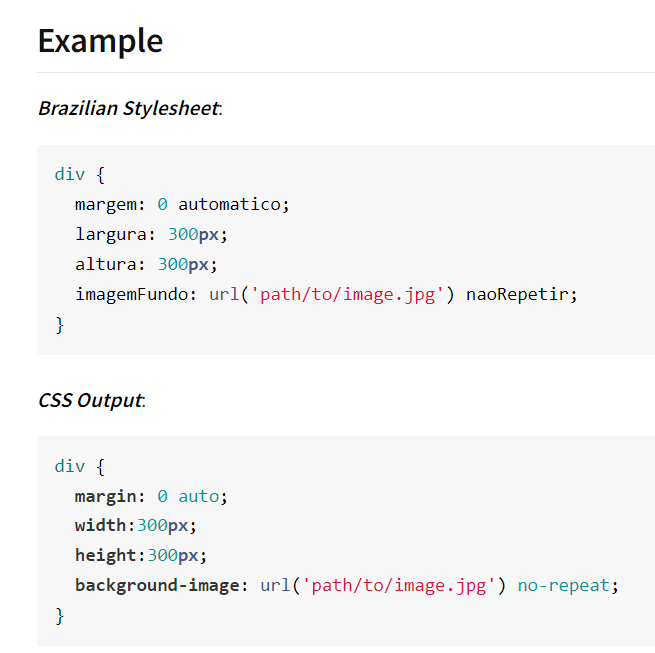 Example
Brazilian Stylesheet:
div {
  margem: 0 automatico;
  largura: 300px;
  altura: 300px;
  imagemFundo: url('path/to/image.jpg') naoRepetir;
}
CSS Output:
div {
  margin: 0 auto;
  width:300px;
  height:300px;
  background-image: url('path/to/image.jpg') no-repeat;
}